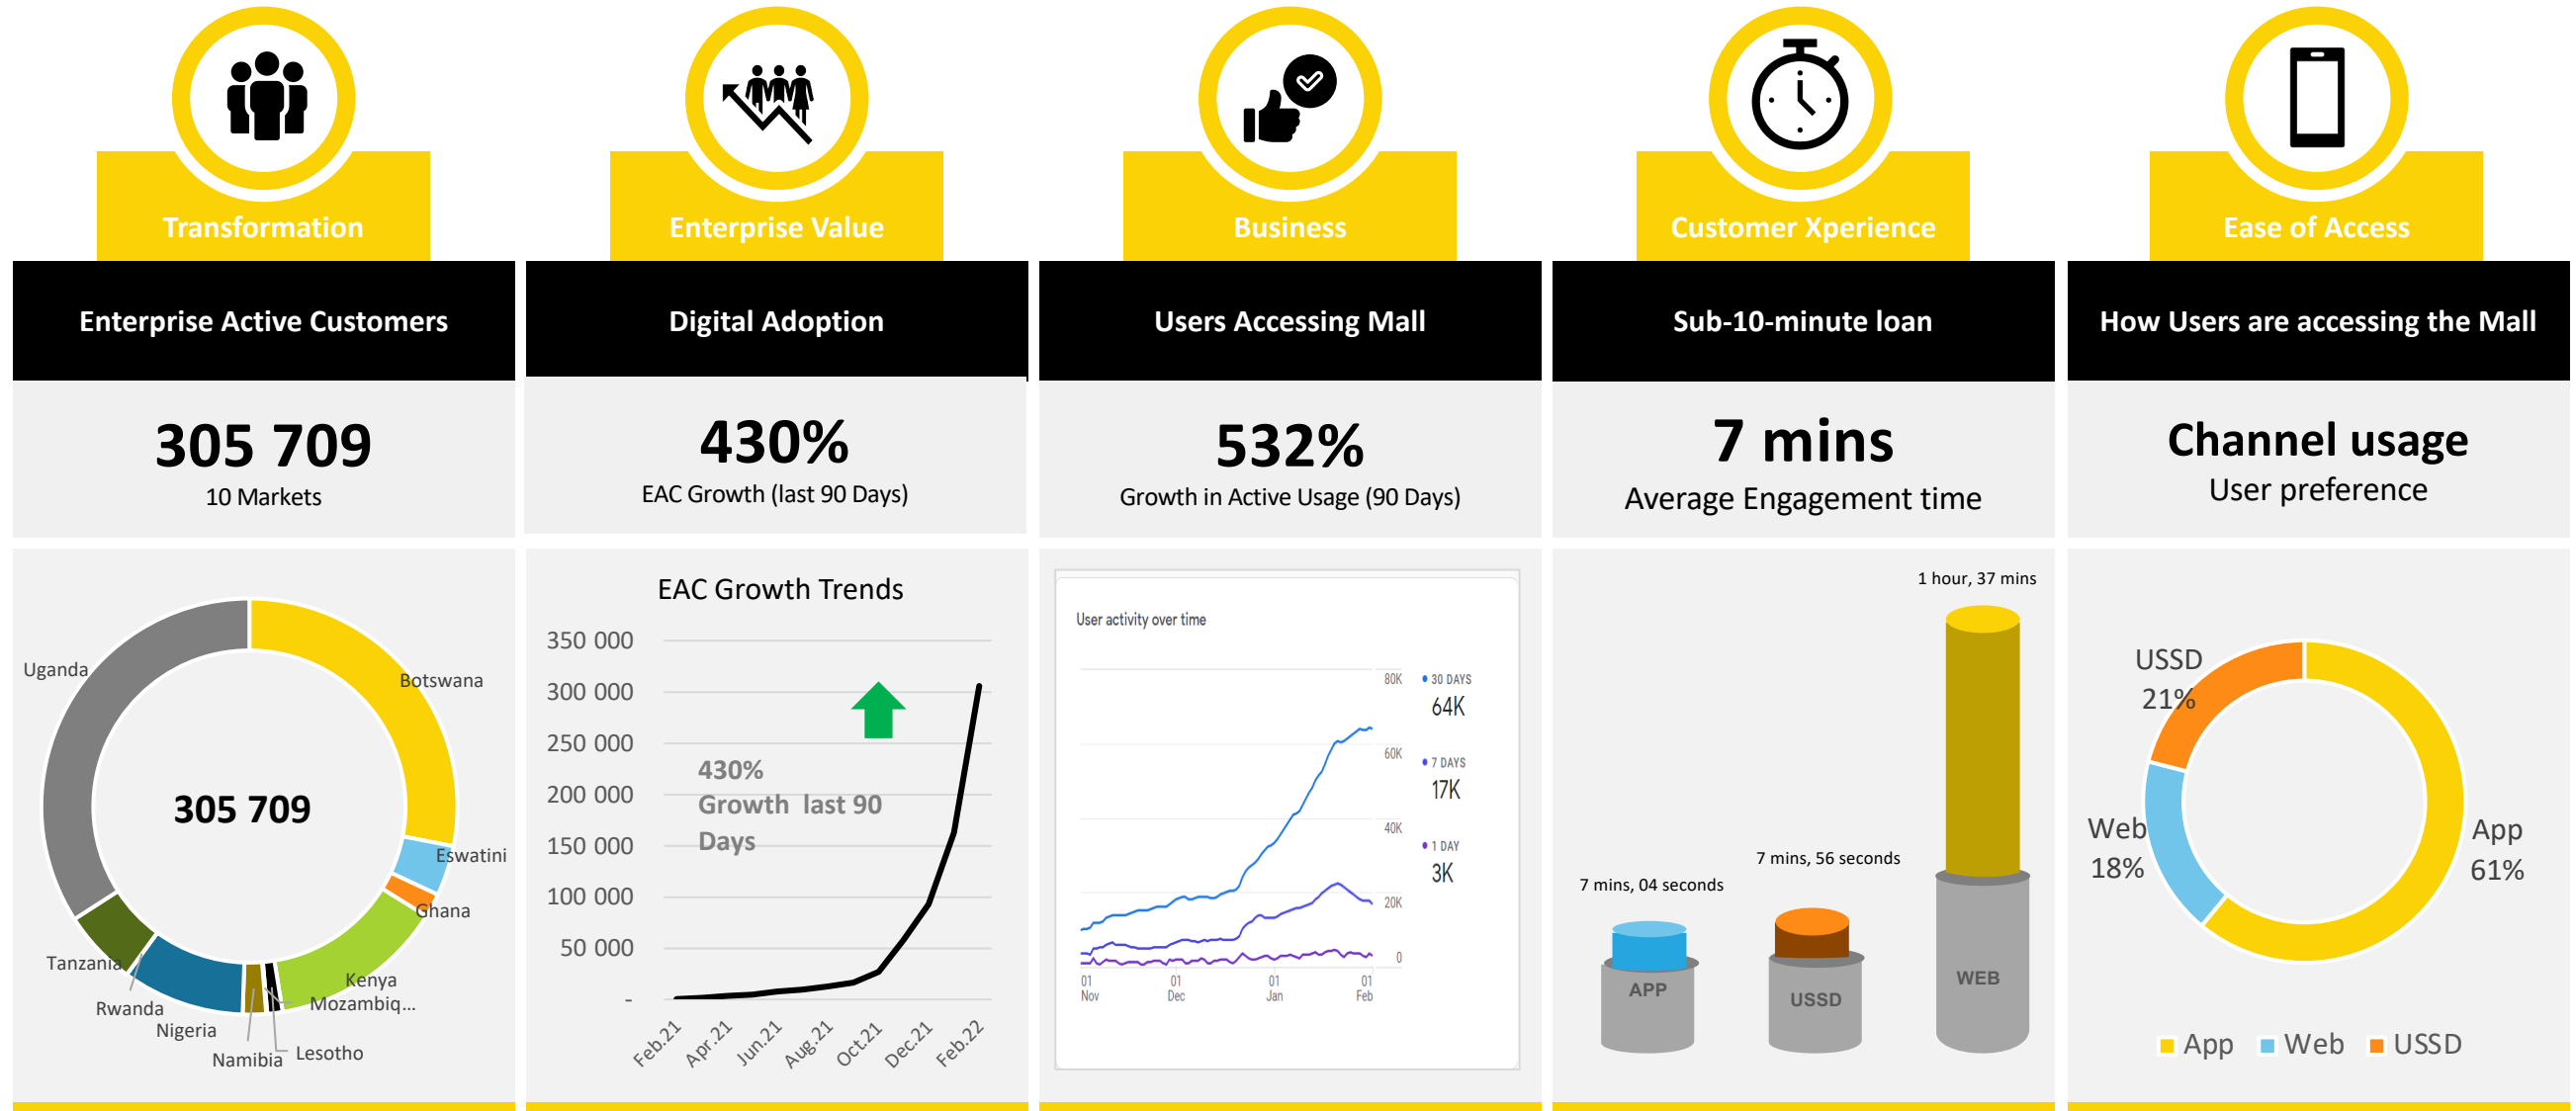 Transformation
Enterprise Active Customers
305 709
10 Markets
Uganda
Botswana
Eswatini
Ghana
305 709
Tanzania
Kenya
Mozambiq...
Rwanda
Nigeria
Namibia
Lesotho
Enterprise Value
Digital Adoption
430%
EAC Growth (last 90 Days)
EAC Growth Trends
350 000
300 000
250 000
200 000
150 000
100 000
50 000
-
430%
Growth last 90
Days
Feb.21
Apr.21
Jun.21
Aug.21
Oct.21
Dec.21
Feb.22
Business
Users Accessing Mall
532%
Growth in Active Usage (90 Days)
User activity over time
80K
60K
40K
20K
0
30 DAYS
64K
7 DAYS
17K
1 DAY
3K
01
Nov
01
Dec
01
Jan
01
Feb
Customer Xperience
Sub-10-minute loan
7 mins
Average Engagement time
1 hour, 37 mins
7 mins, 56 seconds
7 mins, 04 seconds
APP
USSD
WEB
Ease of Access
How Users are accessing the Mall
Channel usage
User preference
USSD
21%
Web
18%
App
61%
App
Web
USSD